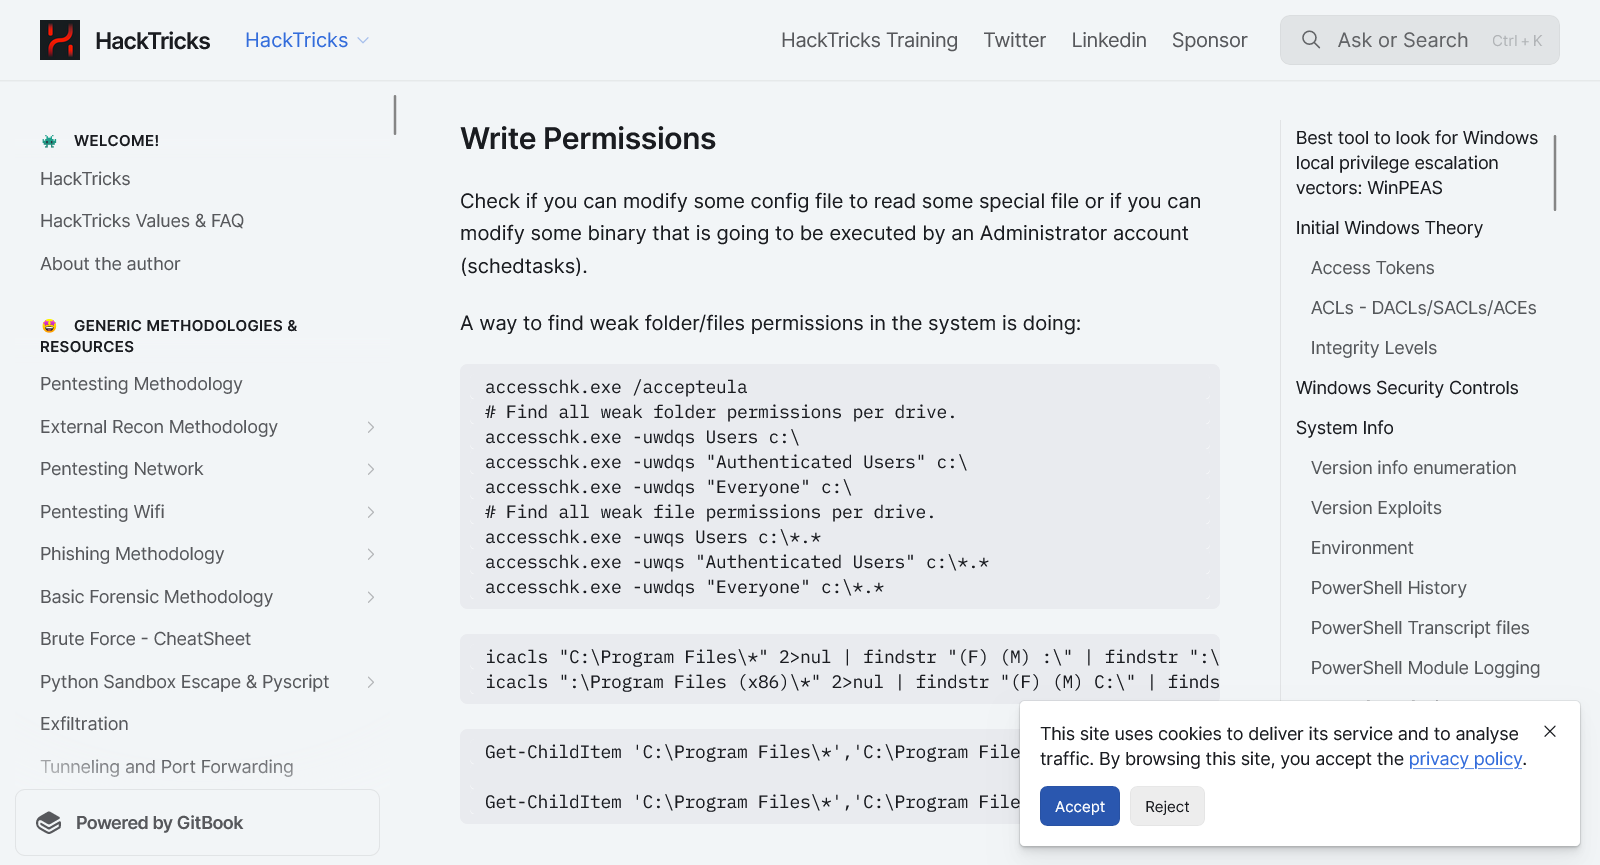 HackTricks
HackTricks
HackTricks Training
Twitter
Linkedin
Sponsor
Ask or Search
Ctrl + K
WELCOME!
HackTricks
HackTricks Values & FAQ
About the author
GENERIC METHODOLOGIES &
RESOURCES
Pentesting Methodology
External Recon Methodology
Pentesting Network
Pentesting Wifi
Phishing Methodology
Basic Forensic Methodology
Brute Force - CheatSheet
Python Sandbox Escape & Pyscript
Exfiltration
Tunneling and Port Forwarding
Powered by GitBook
Write Permissions
Check if you can modify some config file to read some special file or if you can
modify some binary that is going to be executed by an Administrator account
(schedtasks).
A way to find weak folder/files permissions in the system is doing:
accesschk.exe /accepteula
# Find all weak folder permissions per drive.
accesschk.exe -uwdqs Users c:\
accesschk.exe -uwdqs "Authenticated Users" c:\
accesschk.exe -uwdqs "Everyone" c:\
# Find all weak file permissions per drive.
accesschk.exe -uwqs Users c:\*.*
accesschk.exe -uwqs "Authenticated Users" c:\*.*
accesschk.exe -uwdqs "Everyone" c:\*.*
icacls "C:\Program Files\*" 2>nul | findstr "(F) (M) :\" | findstr ":\
icacls ":\Program Files (x86)\*" 2>nul | findstr "(F) (M) C:\" | finds
Get-ChildItem 'C:\Program Files\*','C:\Program File
Get-ChildItem 'C:\Program Files\*','C:\Program File
Best tool to look for Windows
local privilege escalation
vectors: WinPEAS
Initial Windows Theory
Access Tokens
ACLs - DACLs/SACLs/ACEs
Integrity Levels
Windows Security Controls
System Info
Version info enumeration
Version Exploits
Environment
PowerShell History
PowerShell Transcript files
PowerShell Module Logging
This site uses cookies to deliver its service and to analyse
traffic. By browsing this site, you accept the privacy policy.
Accept
Reject